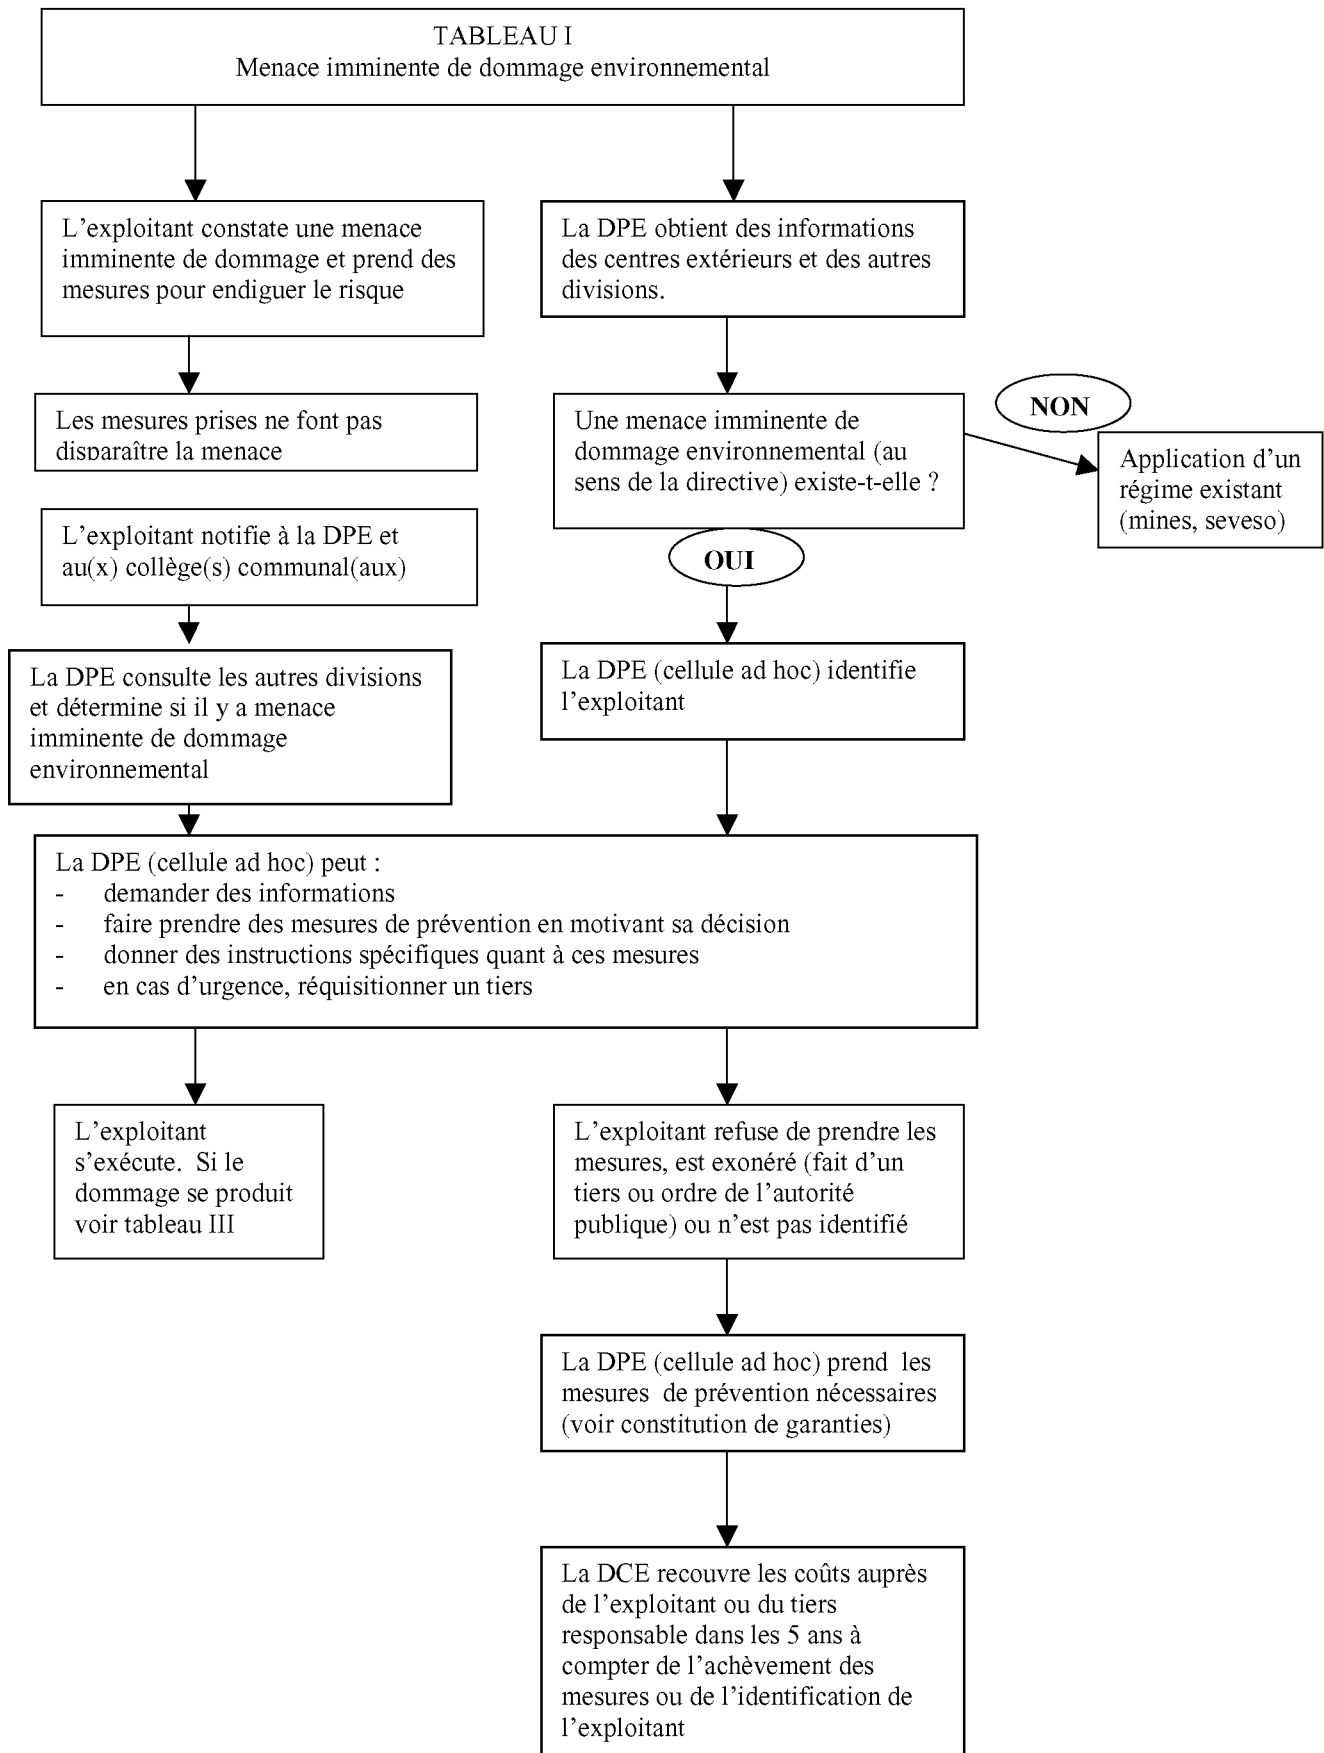 TABLEAU I
Menace imminente de dommage environnemental
L’exploitant constate une menace
imminente de dommage et prend des
mesures pour endiguer le risque
La DPE obtient des informations
des centres extérieurs et des autres
divisions.
Les mesures prises ne font pas
disparaître la menace
Une menace imminente de
dommage environnemental (au
sens de la directive) existe-t-elle ?
NON
Application d’un
régime existant
(mines, seveso)
L’exploitant notifie à la DPE et
au(x) collège(s) communal(aux)
OUI
La DPE consulte les autres divisions
et détermine si il y a menace
imminente de dommage
environnemental
La DPE (cellule ad hoc) identifie
l’exploitant
La DPE (cellule ad hoc) peut :
- demander des informations
- faire prendre des mesures de prévention en motivant sa décision
- donner des instructions spécifiques quant à ces mesures
- en cas d’urgence, réquisitionner un tiers
L’exploitant
s’exécute. Si le
dommage se produit
voir tableau III
L’exploitant refuse de prendre les
mesures, est exonéré (fait d’un
tiers ou ordre de l’autorité
publique) ou n’est pas identifié
La DPE (cellule ad hoc) prend les
mesures de prévention nécessaires
(voir constitution de garanties)
La DCE recouvre les coûts auprès
de l’exploitant ou du tiers
responsable dans les 5 ans à
compter de l’achèvement des
mesures ou de l’identification de
l’exploitant